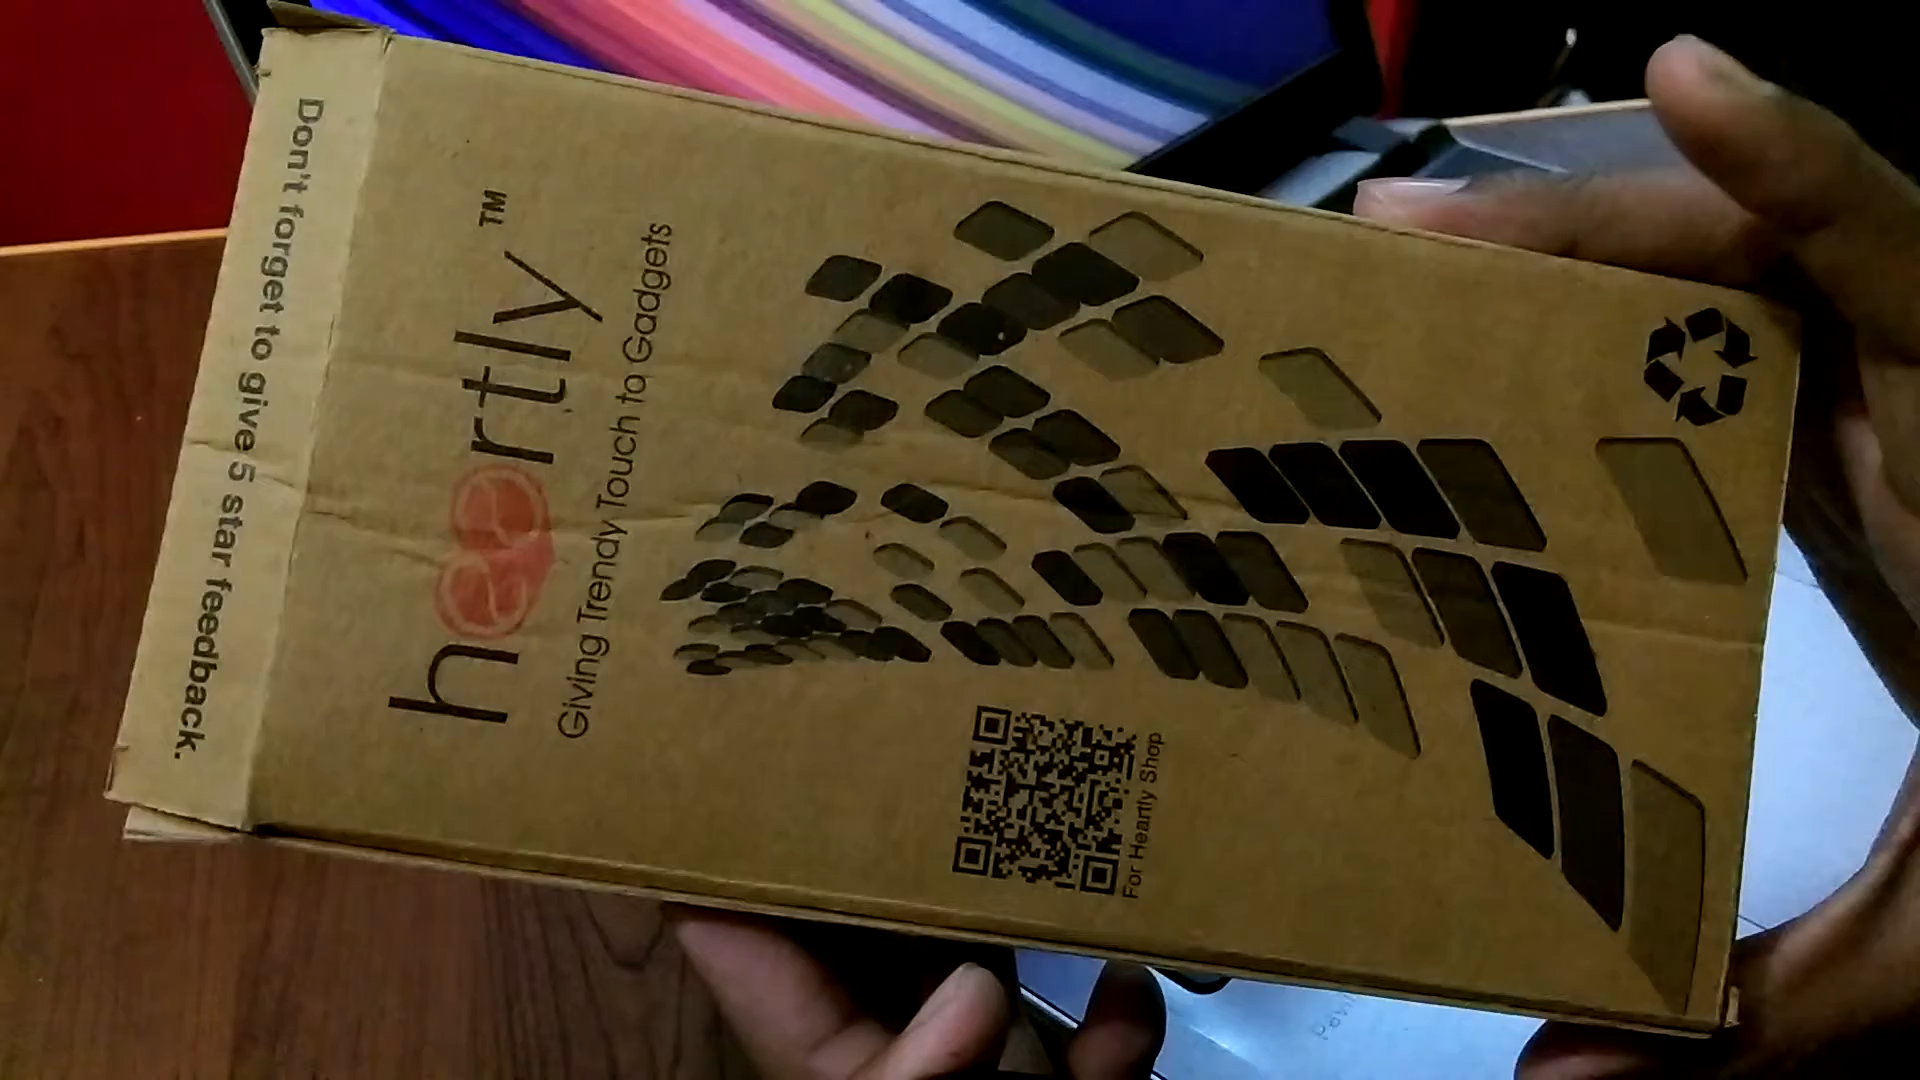 Don't forget to give 5 star feedback.
heartly™
Giving Trendy Touch to Gadgets
For Heartly Shop